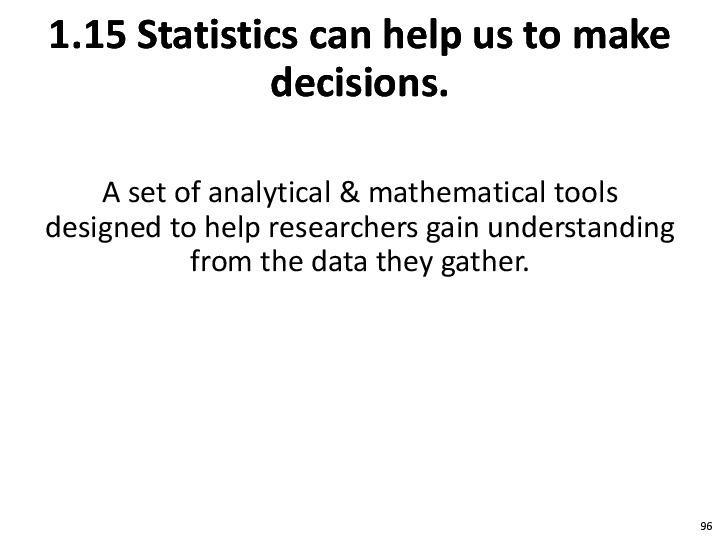 1.15 Statistics can help us to make
decisions.
A set of analytical & mathematical tools
designed to help researchers gain understanding
from the data they gather.
96